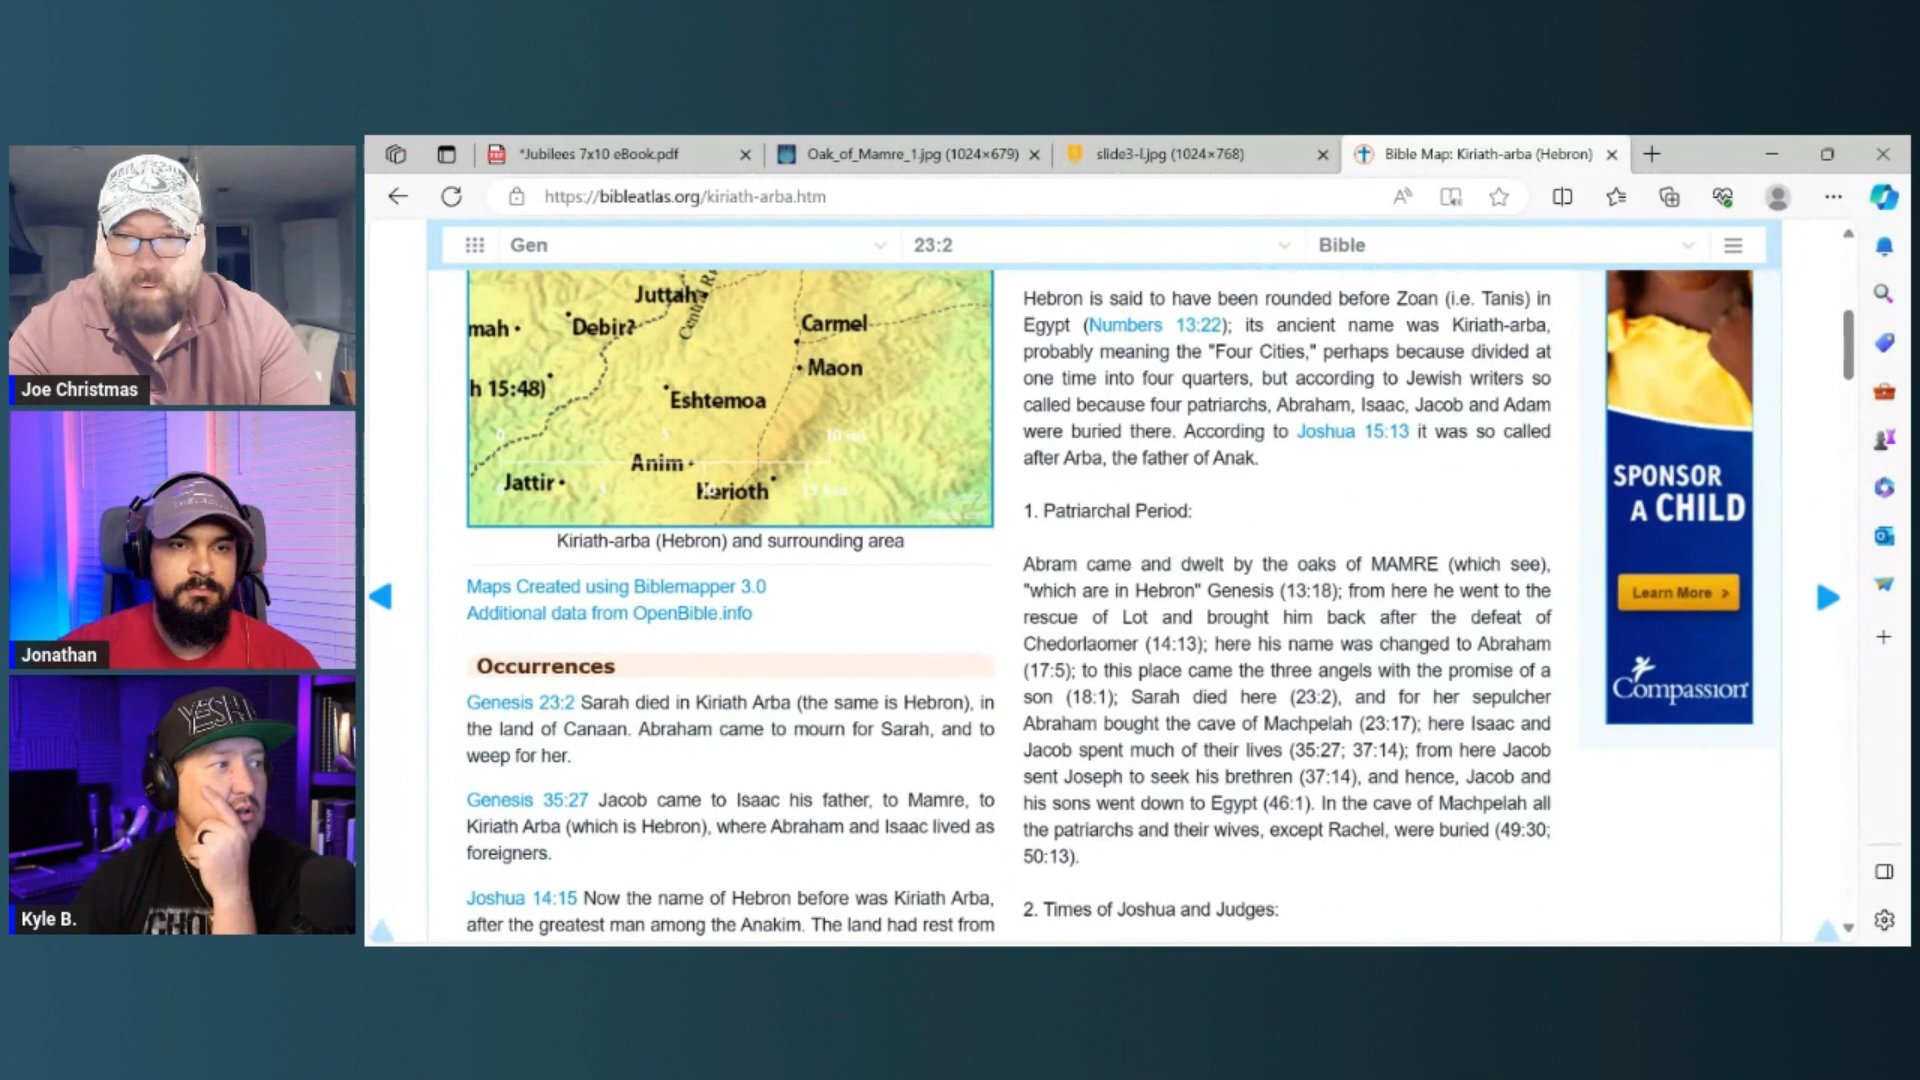 *Jubilees 7x10 eBook.pdf
Oak_of_Mamre_1.jpg (1024×679)
slide3-l.jpg (1024×768)
Bible Map: Kiriath-arba (Hebron)
https://bibleatlas.org/kiriath-arba.htm
Gen
23:2
Bible
Joe Christmas
Jonathan
YESH
Kyle B.
Juttah
mah
Debir?
Carmel
Maon
h 15:48)
Eshtemoa
0
5
10 mi
Anim
Jattir
Kerioth
Kiriath-arba (Hebron) and surrounding area
Maps Created using Biblemapper 3.0
Additional data from OpenBible.info
Occurrences
Genesis 23:2 Sarah died in Kiriath Arba (the same is Hebron), in
the land of Canaan. Abraham came to mourn for Sarah, and to
weep for her.
Genesis 35:27 Jacob came to Isaac his father, to Mamre, to
Kiriath Arba (which is Hebron), where Abraham and Isaac lived as
foreigners.
Joshua 14:15 Now the name of Hebron before was Kiriath Arba,
after the greatest man among the Anakim. The land had rest from
Hebron is said to have been rounded before Zoan (i.e. Tanis) in
Egypt (Numbers 13:22); its ancient name was Kiriath-arba,
probably meaning the "Four Cities," perhaps because divided at
one time into four quarters, but according to Jewish writers so
called because four patriarchs, Abraham, Isaac, Jacob and Adam
were buried there. According to Joshua 15:13 it was so called
after Arba, the father of Anak.
1. Patriarchal Period:
Abram came and dwelt by the oaks of MAMRE (which see),
"which are in Hebron" Genesis (13:18); from here he went to the
rescue of Lot and brought him back after the defeat of
Chedorlaomer (14:13); here his name was changed to Abraham
(17:5); to this place came the three angels with the promise of a
son (18:1); Sarah died here (23:2), and for her sepulcher
Abraham bought the cave of Machpelah (23:17); here Isaac and
Jacob spent much of their lives (35:27; 37:14); from here Jacob
sent Joseph to seek his brethren (37:14), and hence, Jacob and
his sons went down to Egypt (46:1). In the cave of Machpelah all
the patriarchs and their wives, except Rachel, were buried (49:30;
50:13).
2. Times of Joshua and Judges:
SPONSOR
A CHILD
Learn More >
Compassion